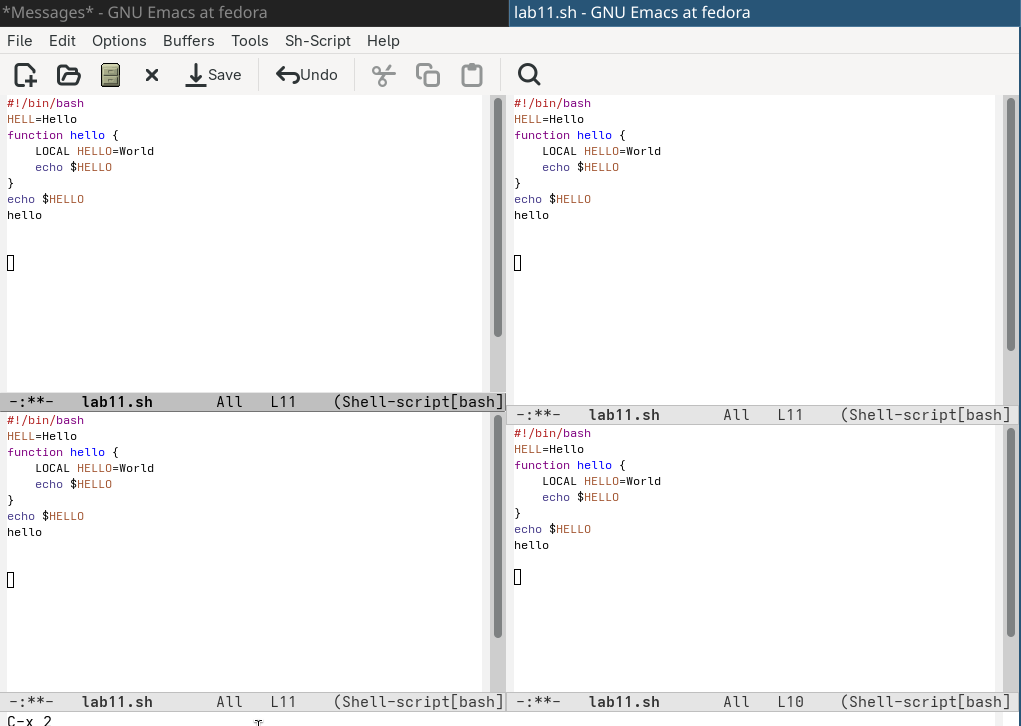 *Messages* - GNU Emacs at fedora
lab11.sh - GNU Emacs at fedora
File Edit Options Buffers Tools Sh-Script Help
Save Undo
#!/bin/bash
HELL=Hello
function hello {
    LOCAL HELLO=World
    echo $HELLO
}
echo $HELLO
hello
-:**- lab11.sh All L11 (Shell-script[bash]
#!/bin/bash
HELL=Hello
function hello {
    LOCAL HELLO=World
    echo $HELLO
}
echo $HELLO
hello
-:**- lab11.sh All L11 (Shell-script[bash]
#!/bin/bash
HELL=Hello
function hello {
    LOCAL HELLO=World
    echo $HELLO
}
echo $HELLO
hello
-:**- lab11.sh All L11 (Shell-script[bash]
#!/bin/bash
HELL=Hello
function hello {
    LOCAL HELLO=World
    echo $HELLO
}
echo $HELLO
hello
-:**- lab11.sh All L10 (Shell-script[bash]
C-x 2